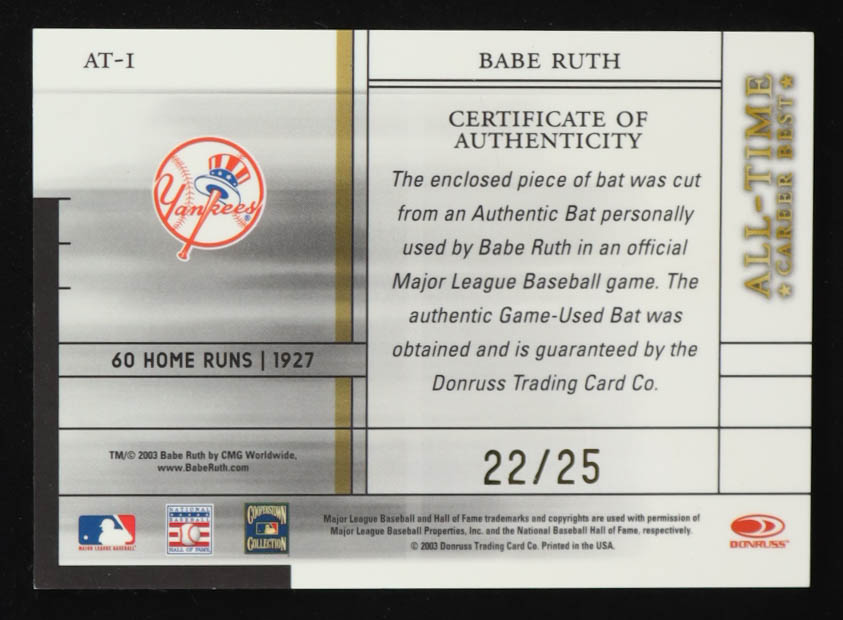 AT-1
BABE RUTH
CERTIFICATE OF
AUTHENTICITY
The enclosed piece of bat was cut
from an Authentic Bat personally
used by Babe Ruth in an official
Major League Baseball game. The
authentic Game-Used Bat was
obtained and is guaranteed by the
Donruss Trading Card Co.
ALL-TIME
CAREER BEST
Yankees
60 HOME RUNS | 1927
TM/© 2003 Babe Ruth by CMG Worldwide,
www.BabeRuth.com
22/25
MAJOR LEAGUE BASEBALL
NATIONAL
BASEBALL
HALL OF FAME
COOPERSTOWN
COLLECTION
Major League Baseball and Hall of Fame trademarks and copyrights are used with permission of
Major League Baseball Properties, Inc. and the National Baseball Hall of Fame, respectively.
© 2003 Donruss Trading Card Co. Printed in the USA.
DONRUSS